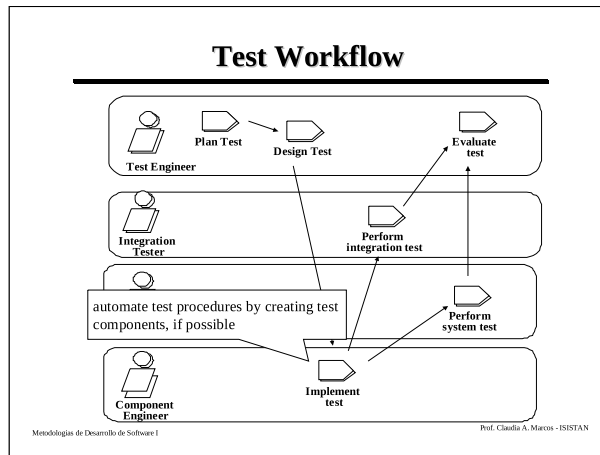 Test Workflow
Plan Test
Design Test
Evaluate
test
Test Engineer
Integration
Tester
Perform
integration test
automate test procedures by creating test
components, if possible
Perform
system test
Component
Engineer
Implement
test
Metodologias de Desarrollo de Software I
Prof. Claudia A. Marcos - ISISTAN